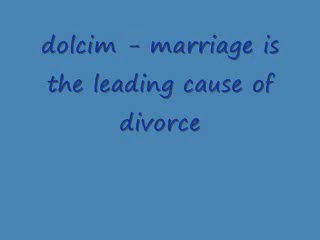 dolcim - marriage is
the leading cause of
divorce